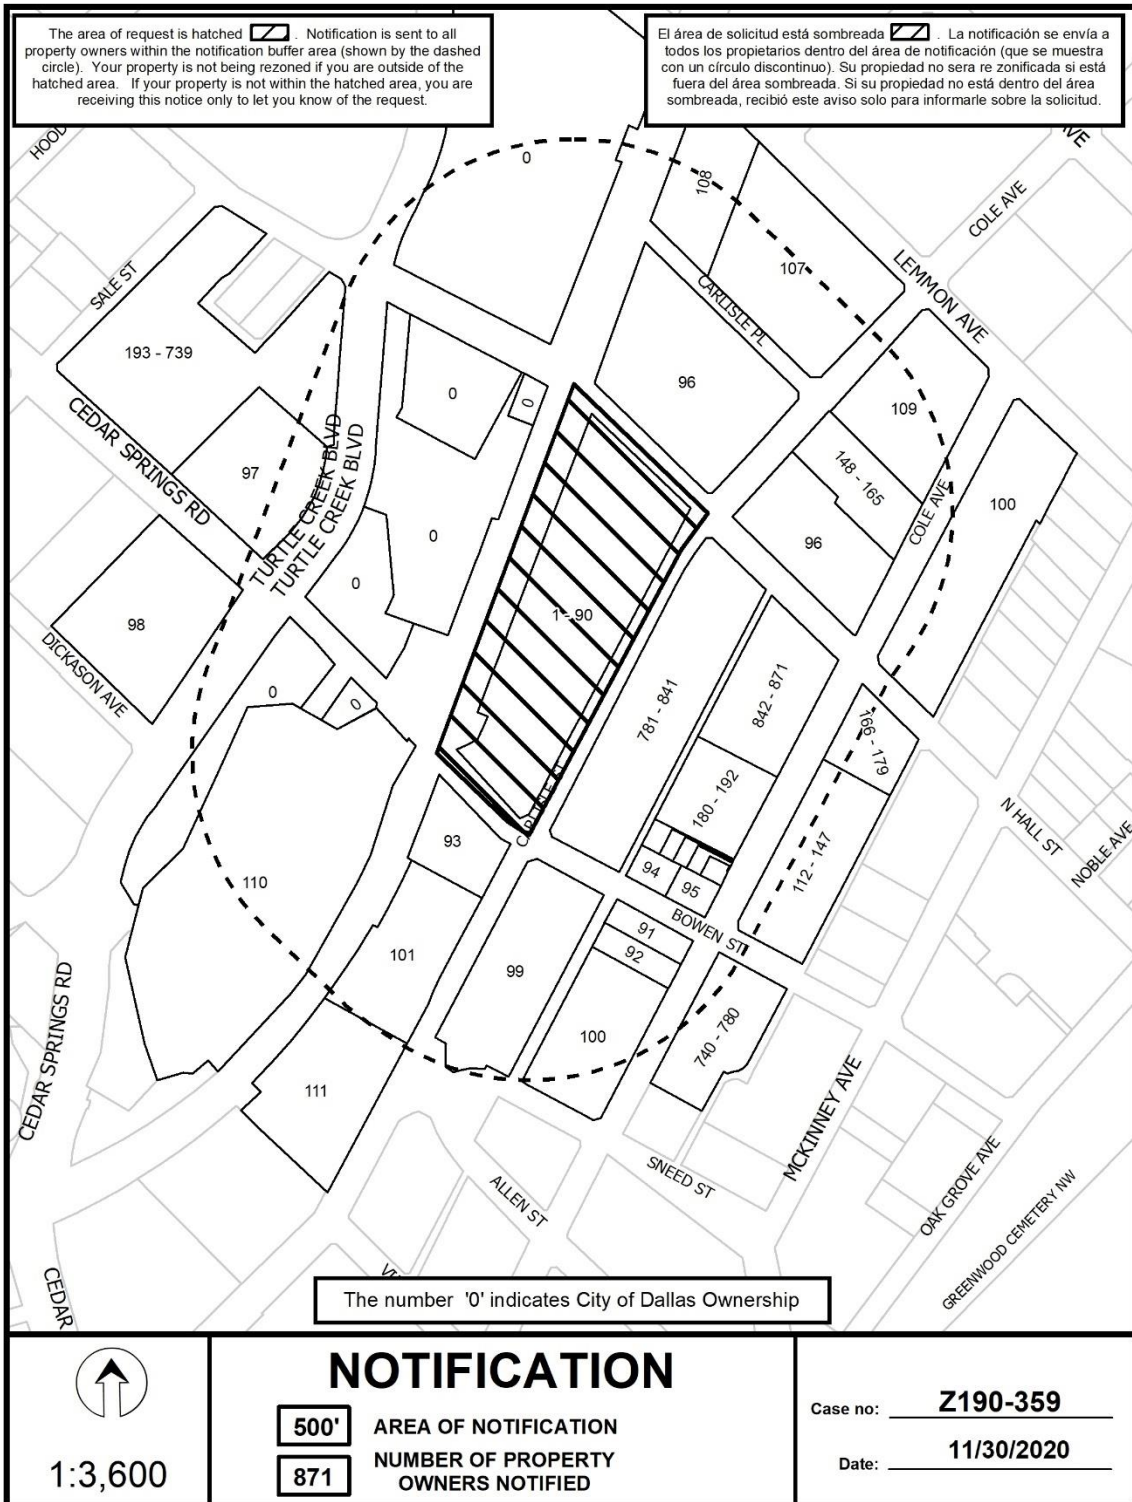 The area of request is hatched . Notification is sent to all
property owners within the notification buffer area (shown by the dashed
circle). Your property is not being rezoned if you are outside of the
hatched area. If your property is not within the hatched area, you are
receiving this notice only to let you know of the request.
El área de solicitud está sombreada . La notificación se envía a
todos los propietarios dentro del área de notificación (que se muestra
con un círculo discontinuo). Su propiedad no sera re zonificada si está
fuera del área sombreada. Si su propiedad no está dentro del área
sombreada, recibió este aviso solo para informarle sobre la solicitud.
AVE
0
108
COLE AVE
107
LEMMON AVE
SALE ST
CARLISLE PL
193 - 739
96
0
0
109
CEDAR SPRINGS RD
TURTLE CREEK BLVD
TURTLE CREEK BLVD
97
148 - 165
COLE AVE
100
0
96
0
1 - 90
98
DICKASON AVE
781 - 841
842 - 871
0
0
166 - 179
180 - 192
N HALL ST
NOBLE AVE
93
112 - 147
94
95
110
BOWEN ST
91
92
101
99
CEDAR SPRINGS RD
100
740 - 780
111
MCKINNEY AVE
SNEED ST
ALLEN ST
OAK GROVE AVE
GREENWOOD CEMETERY NW
CEDAR
The number '0' indicates City of Dallas Ownership
1:3,600
NOTIFICATION
500' AREA OF NOTIFICATION
871 NUMBER OF PROPERTY
OWNERS NOTIFIED
Case no: Z190-359
Date: 11/30/2020